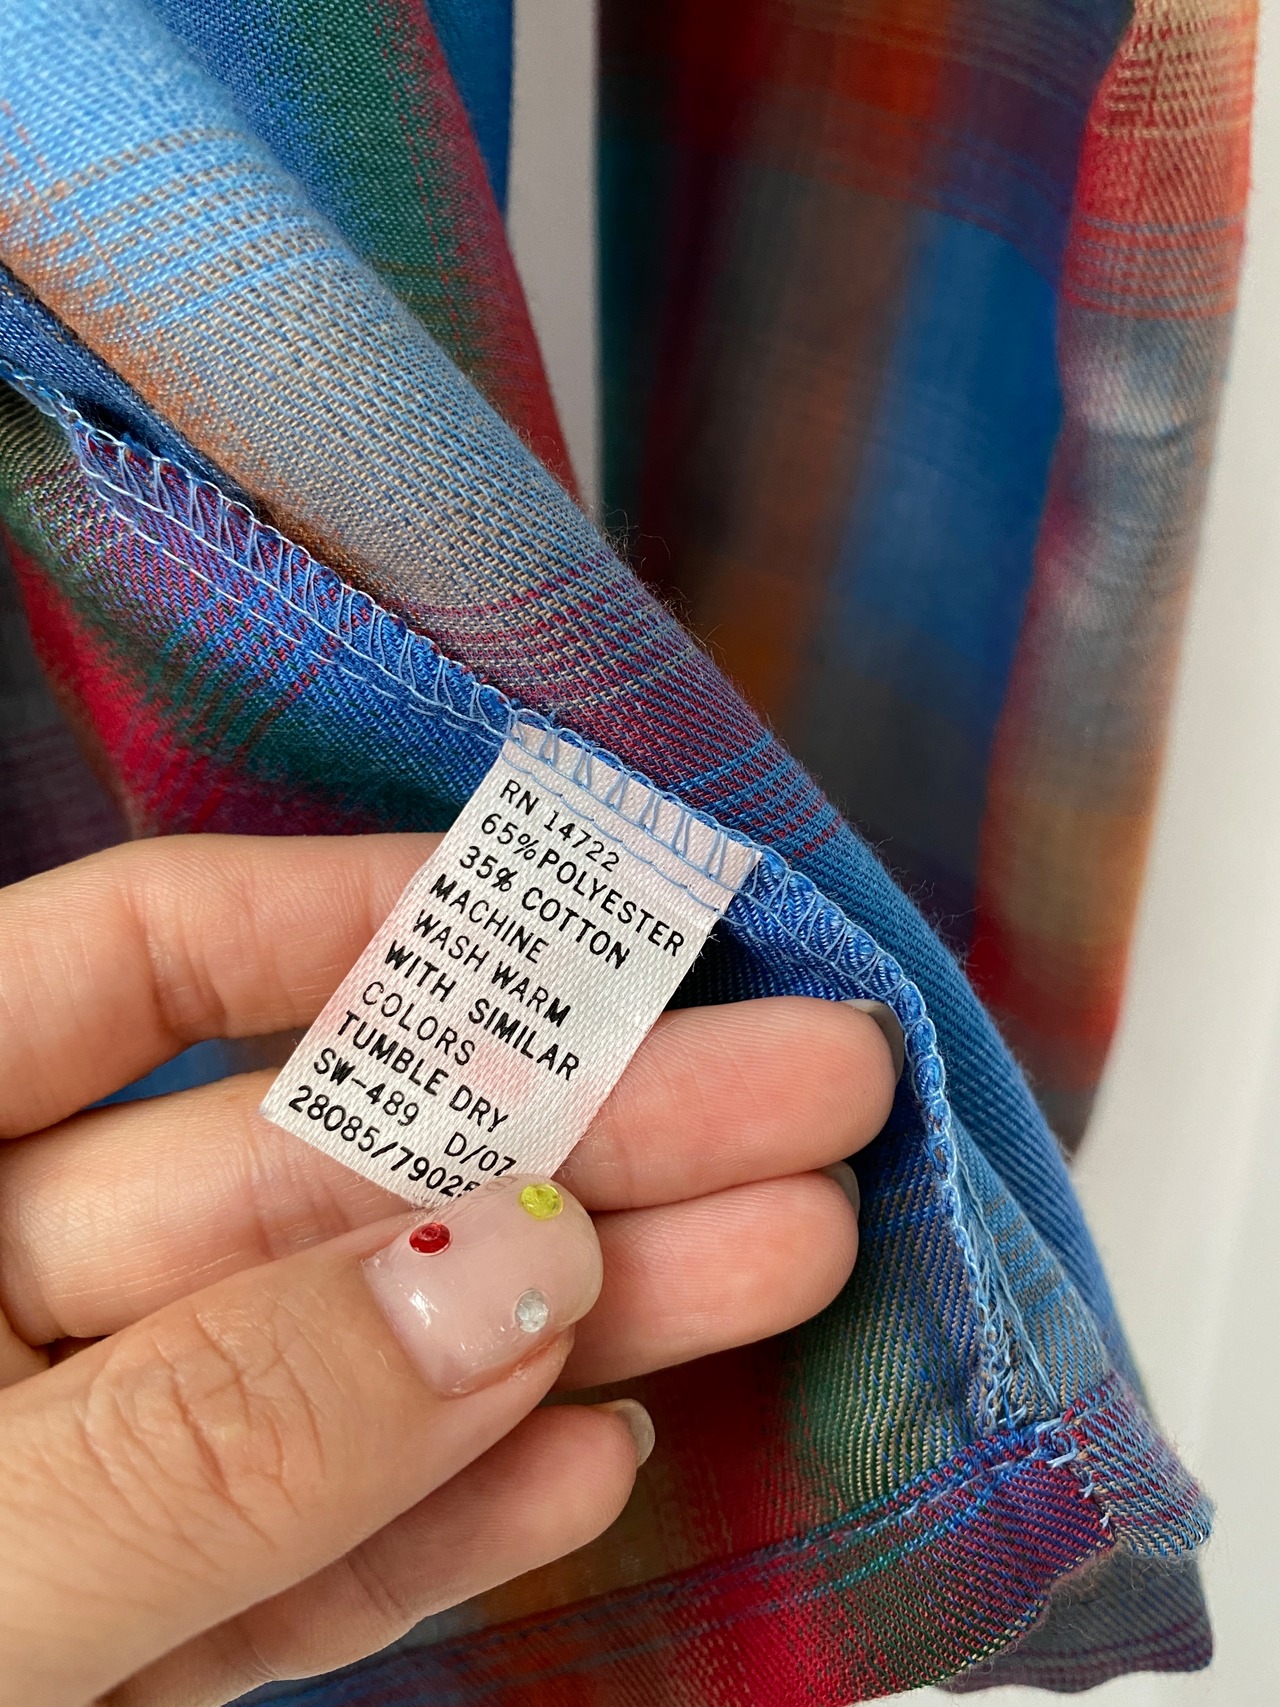 RN 14722
65% POLYESTER
35% COTTON
MACHINE
WASH WARM
WITH SIMILAR
COLORS
TUMBLE DRY
SW-489 D/07